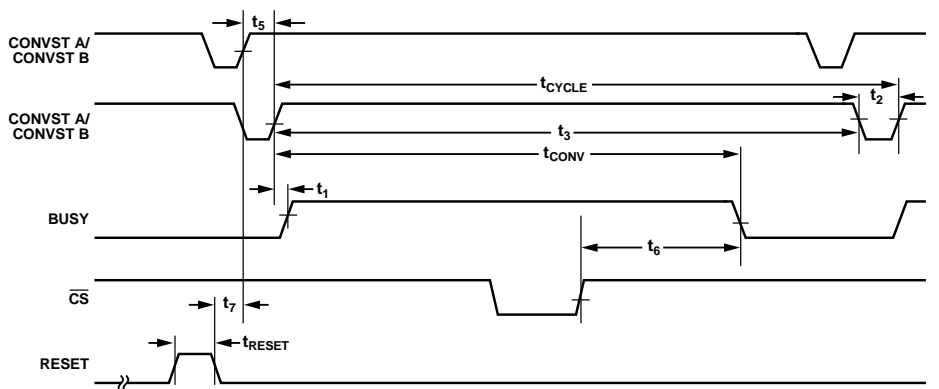 t5
CONVST A/
CONVST B
tCYCLE
t2
CONVST A/
CONVST B
t3
tCONV
t1
BUSY
t6
CS
t7
tRESET
RESET